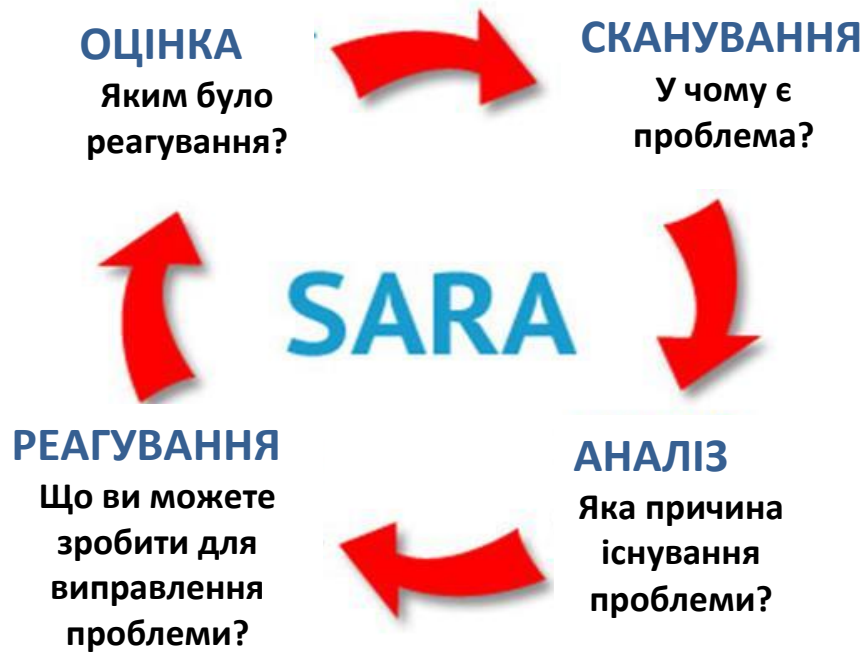 ОЦІНКА
Яким було
реагування?
СКАНУВАННЯ
У чому є
проблема?
SARA
РЕАГУВАННЯ
Що ви можете
зробити для
виправлення
проблеми?
АНАЛІЗ
Яка причина
існування
проблеми?